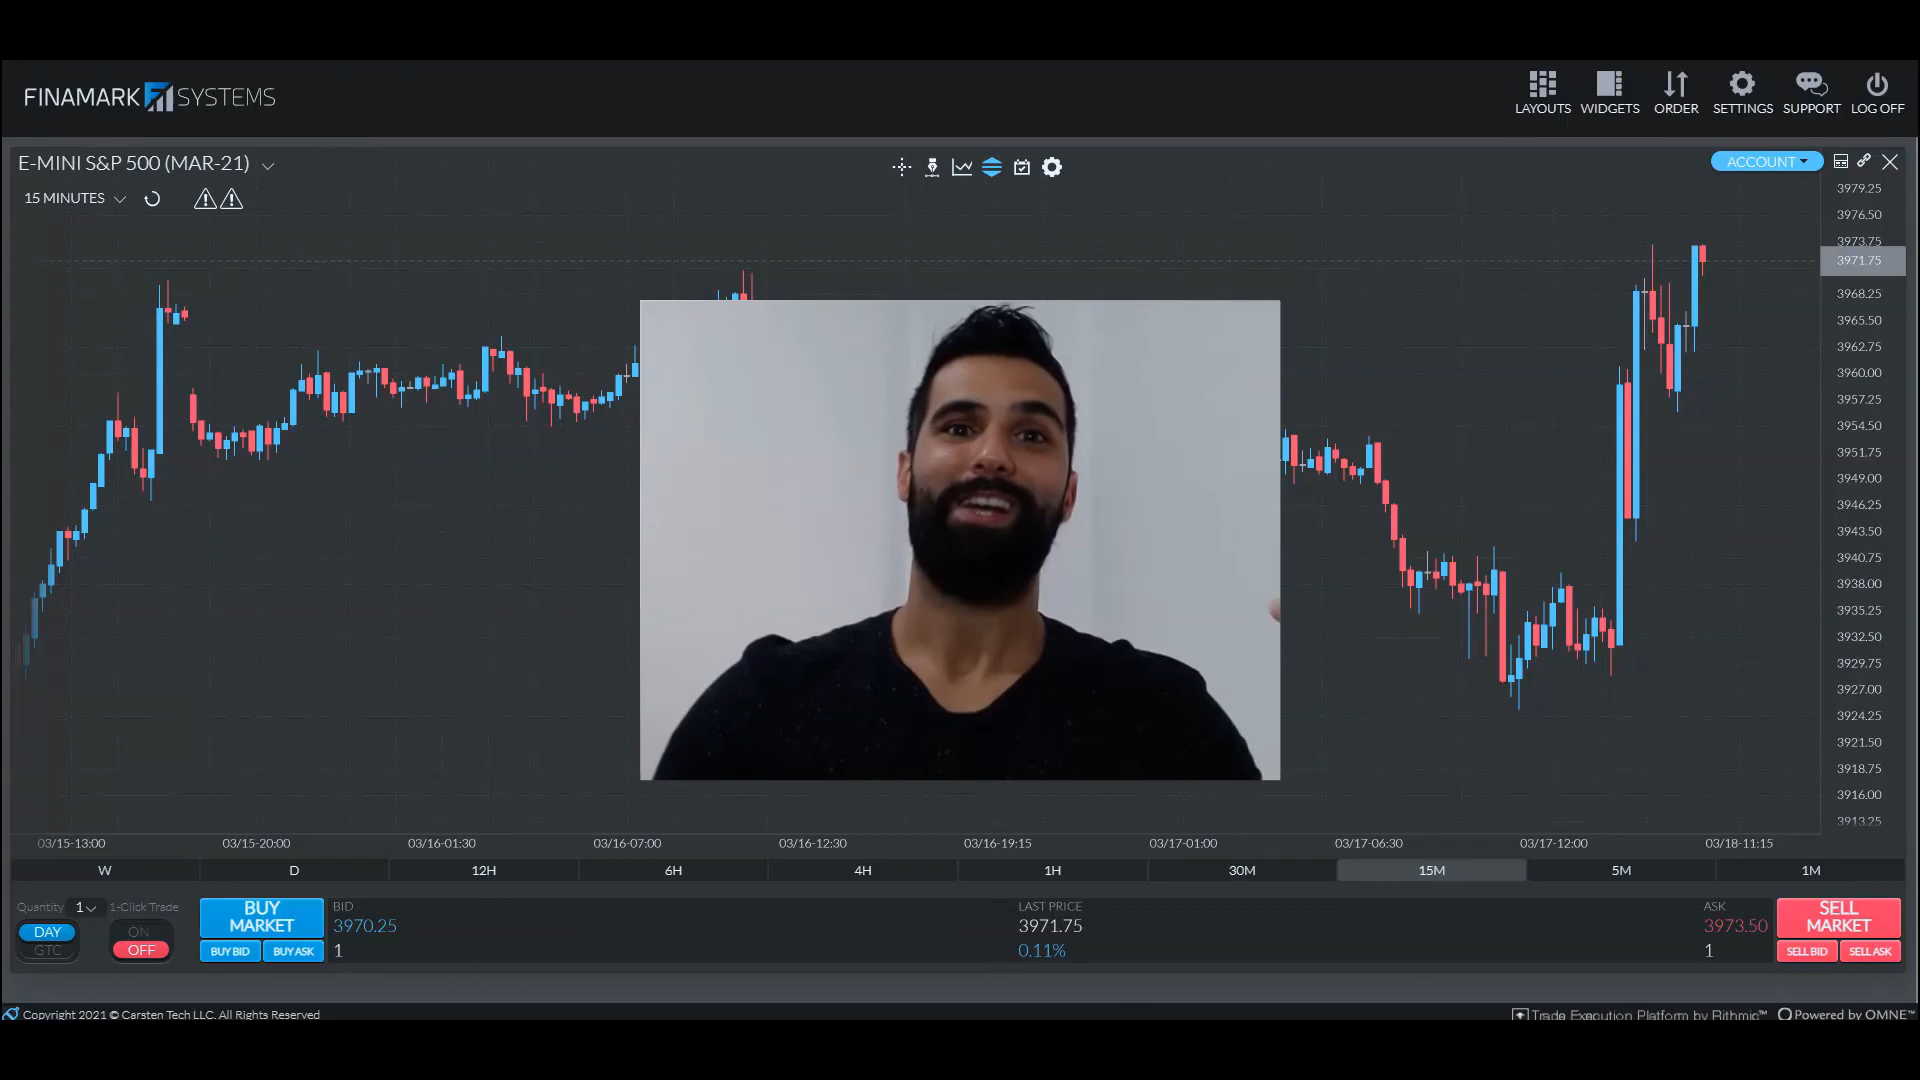 FINAMARK SYSTEMS
LAYOUTS WIDGETS ORDER SETTINGS SUPPORT LOG OFF
E-MINI S&P 500 (MAR-21)
ACCOUNT
15 MINUTES
3979.25
3976.50
3973.75
3971.75
3968.25
3965.50
3962.75
3960.00
3957.25
3954.50
3951.75
3949.00
3946.25
3943.50
3940.75
3938.00
3935.25
3932.50
3929.75
3927.00
3924.25
3921.50
3918.75
3916.00
3913.25
03/15-13:00 03/15-20:00 03/16-01:30 03/16-07:00 03/16-12:30 03/16-19:15 03/17-01:00 03/17-06:30 03/17-12:00 03/18-11:15
W D 12H 6H 4H 1H 30M 15M 5M 1M
Quantity 1 1-Click Trade
DAY
GTC
ON
OFF
BUY
MARKET
BUY BID BUY ASK
BID
3970.25
1
LAST PRICE
3971.75
0.11%
ASK
3973.50
1
SELL
MARKET
SELL BID SELL ASK
Copyright 2021 © Carsten Tech LLC. All Rights Reserved
Trade Execution Platform by Rithmic™ Powered by OMNE™